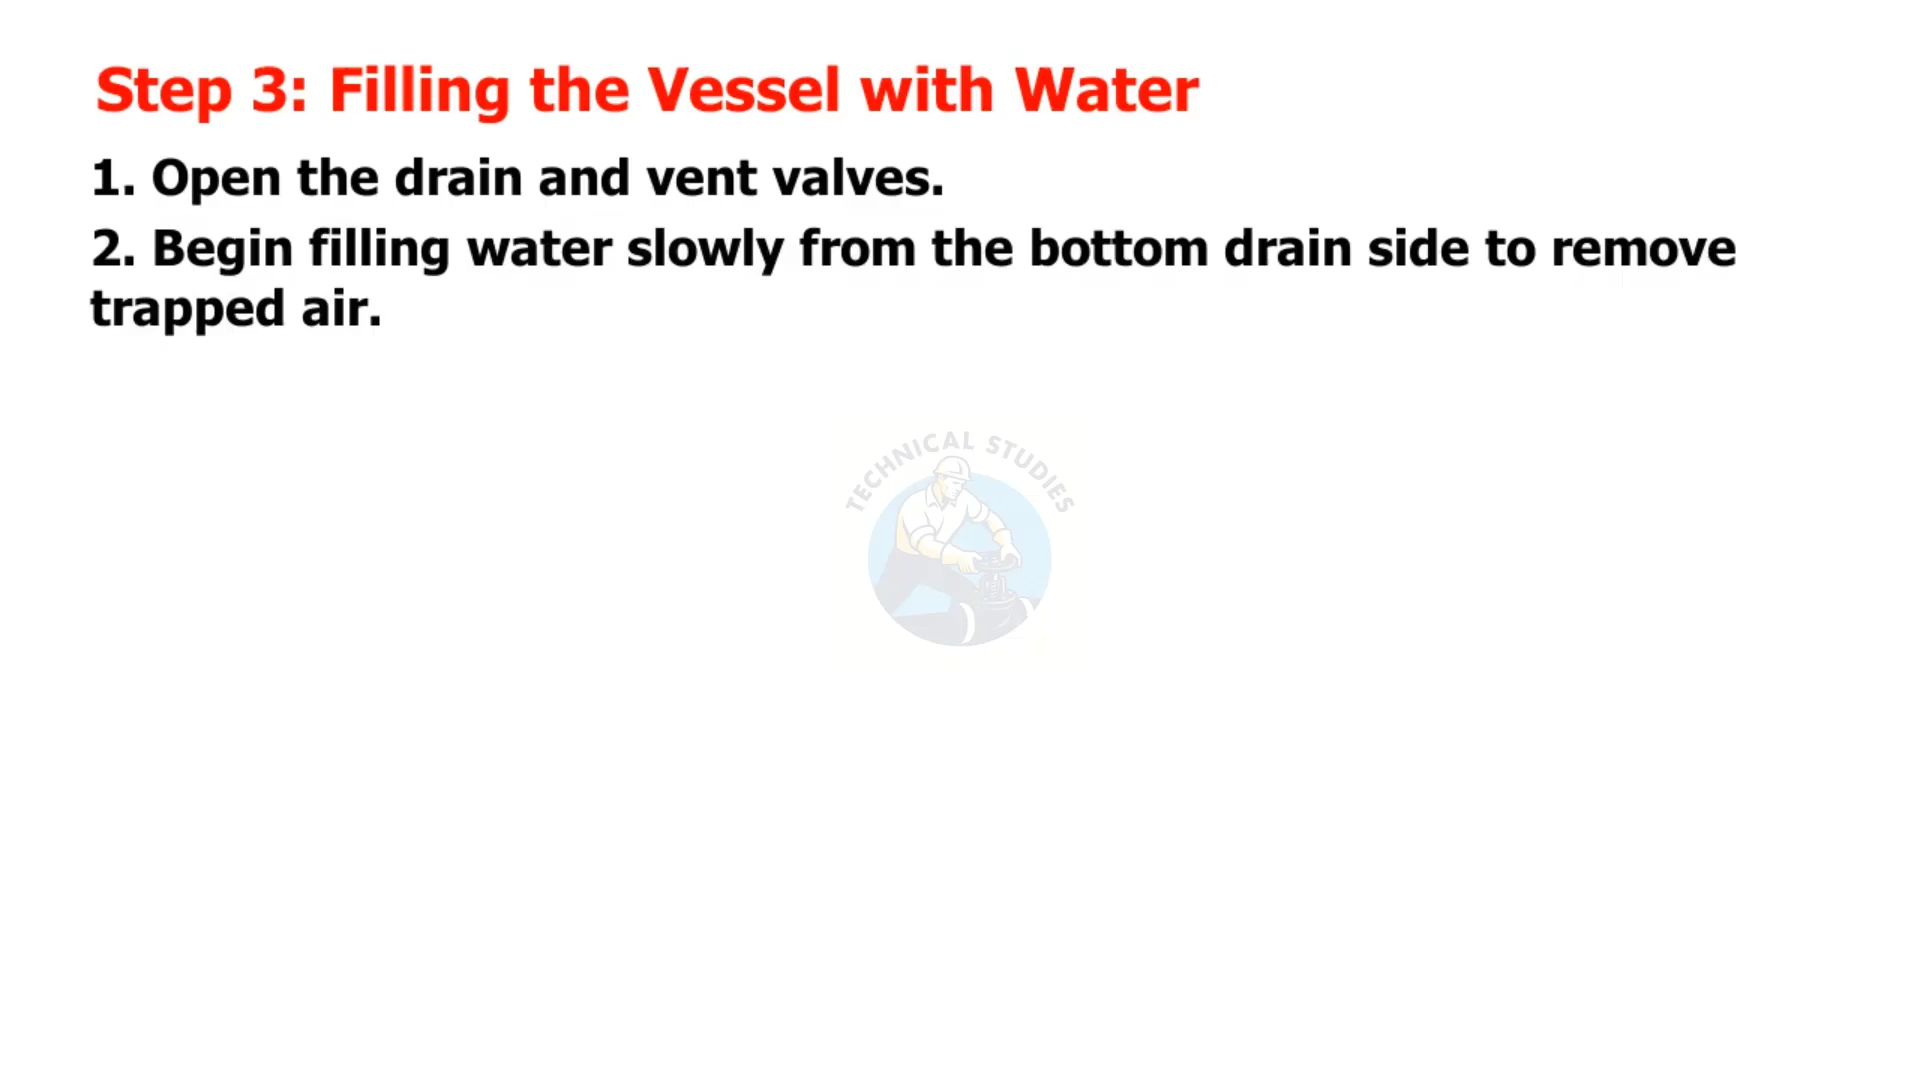 Step 3: Filling the Vessel with Water
1. Open the drain and vent valves.
2. Begin filling water slowly from the bottom drain side to remove
trapped air.
TECHNICAL STUDIES